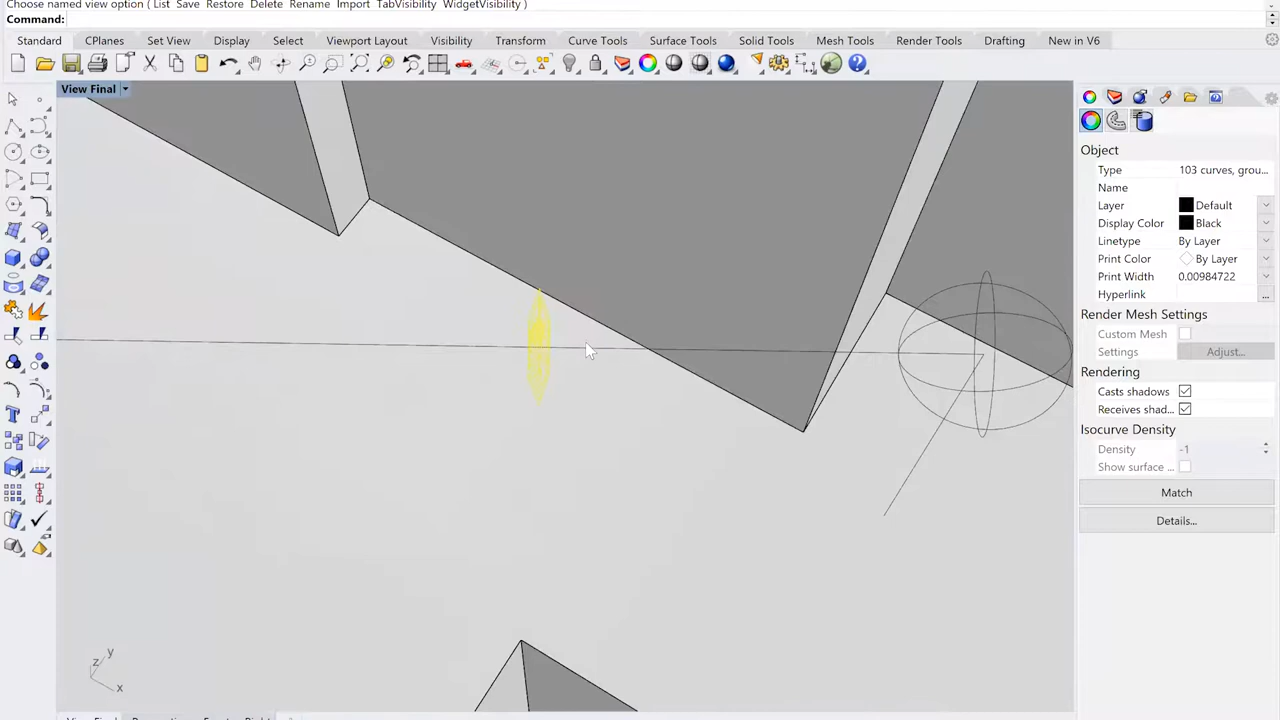 Choosed named view option ( List Save Restore Delete Rename Import TabVisibility WidgetVisibility )
Command:
Standard CPlanes Set View Display Select Viewport Layout Visibility Transform Curve Tools Surface Tools Solid Tools Mesh Tools Render Tools Drafting New in V6
View Final
Object
Type 103 curves, grou...
Name
Layer Default
Display Color Black
Linetype By Layer
Print Color By Layer
Print Width 0.00984722
Hyperlink ...
Render Mesh Settings
Custom Mesh
Settings Adjust...
Rendering
Casts shadows
Receives shad...
Isocurve Density
Density -1
Show surface ...
Match
Details...
z y
x